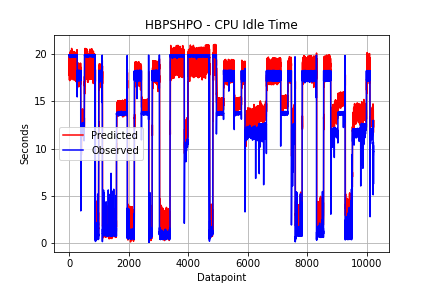 HBPSHPO - CPU Idle Time
Seconds
20
15
10
5
0
Predicted
Observed
0 2000 4000 6000 8000 10000
Datapoint